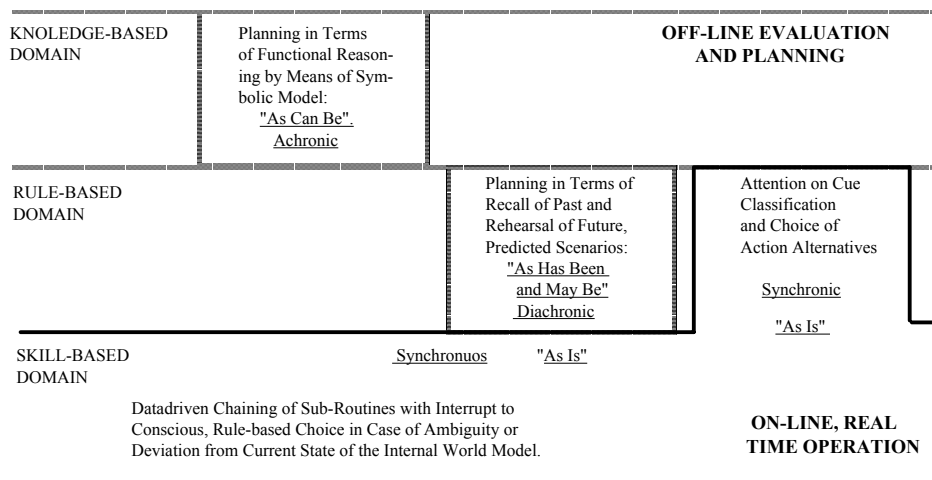 KNOLEDGE-BASED
DOMAIN
Planning in Terms
of Functional Reason-
ing by Means of Sym-
bolic Model:
"As Can Be".
Achronic
OFF-LINE EVALUATION
AND PLANNING
RULE-BASED
DOMAIN
Planning in Terms of
Recall of Past and
Rehearsal of Future,
Predicted Scenarios:
"As Has Been
and May Be"
Diachronic
Attention on Cue
Classification
and Choice of
Action Alternatives
Synchronic
"As Is"
SKILL-BASED
DOMAIN
Synchronuos "As Is"
Datadriven Chaining of Sub-Routines with Interrupt to
Conscious, Rule-based Choice in Case of Ambiguity or
Deviation from Current State of the Internal World Model.
ON-LINE, REAL
TIME OPERATION